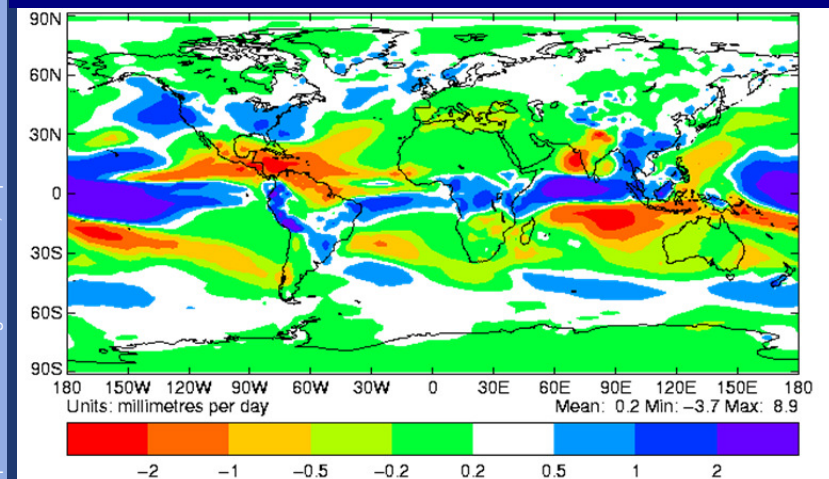 90N
60N
30N
0
30S
60S
90S
180 150W 120W 90W 60W 30W 0 30E 60E 90E 120E 150E 180
Units: millimetres per day Mean: 0.2 Min: −3.7 Max: 8.9
−2 −1 −0.5 −0.2 0.2 0.5 1 2